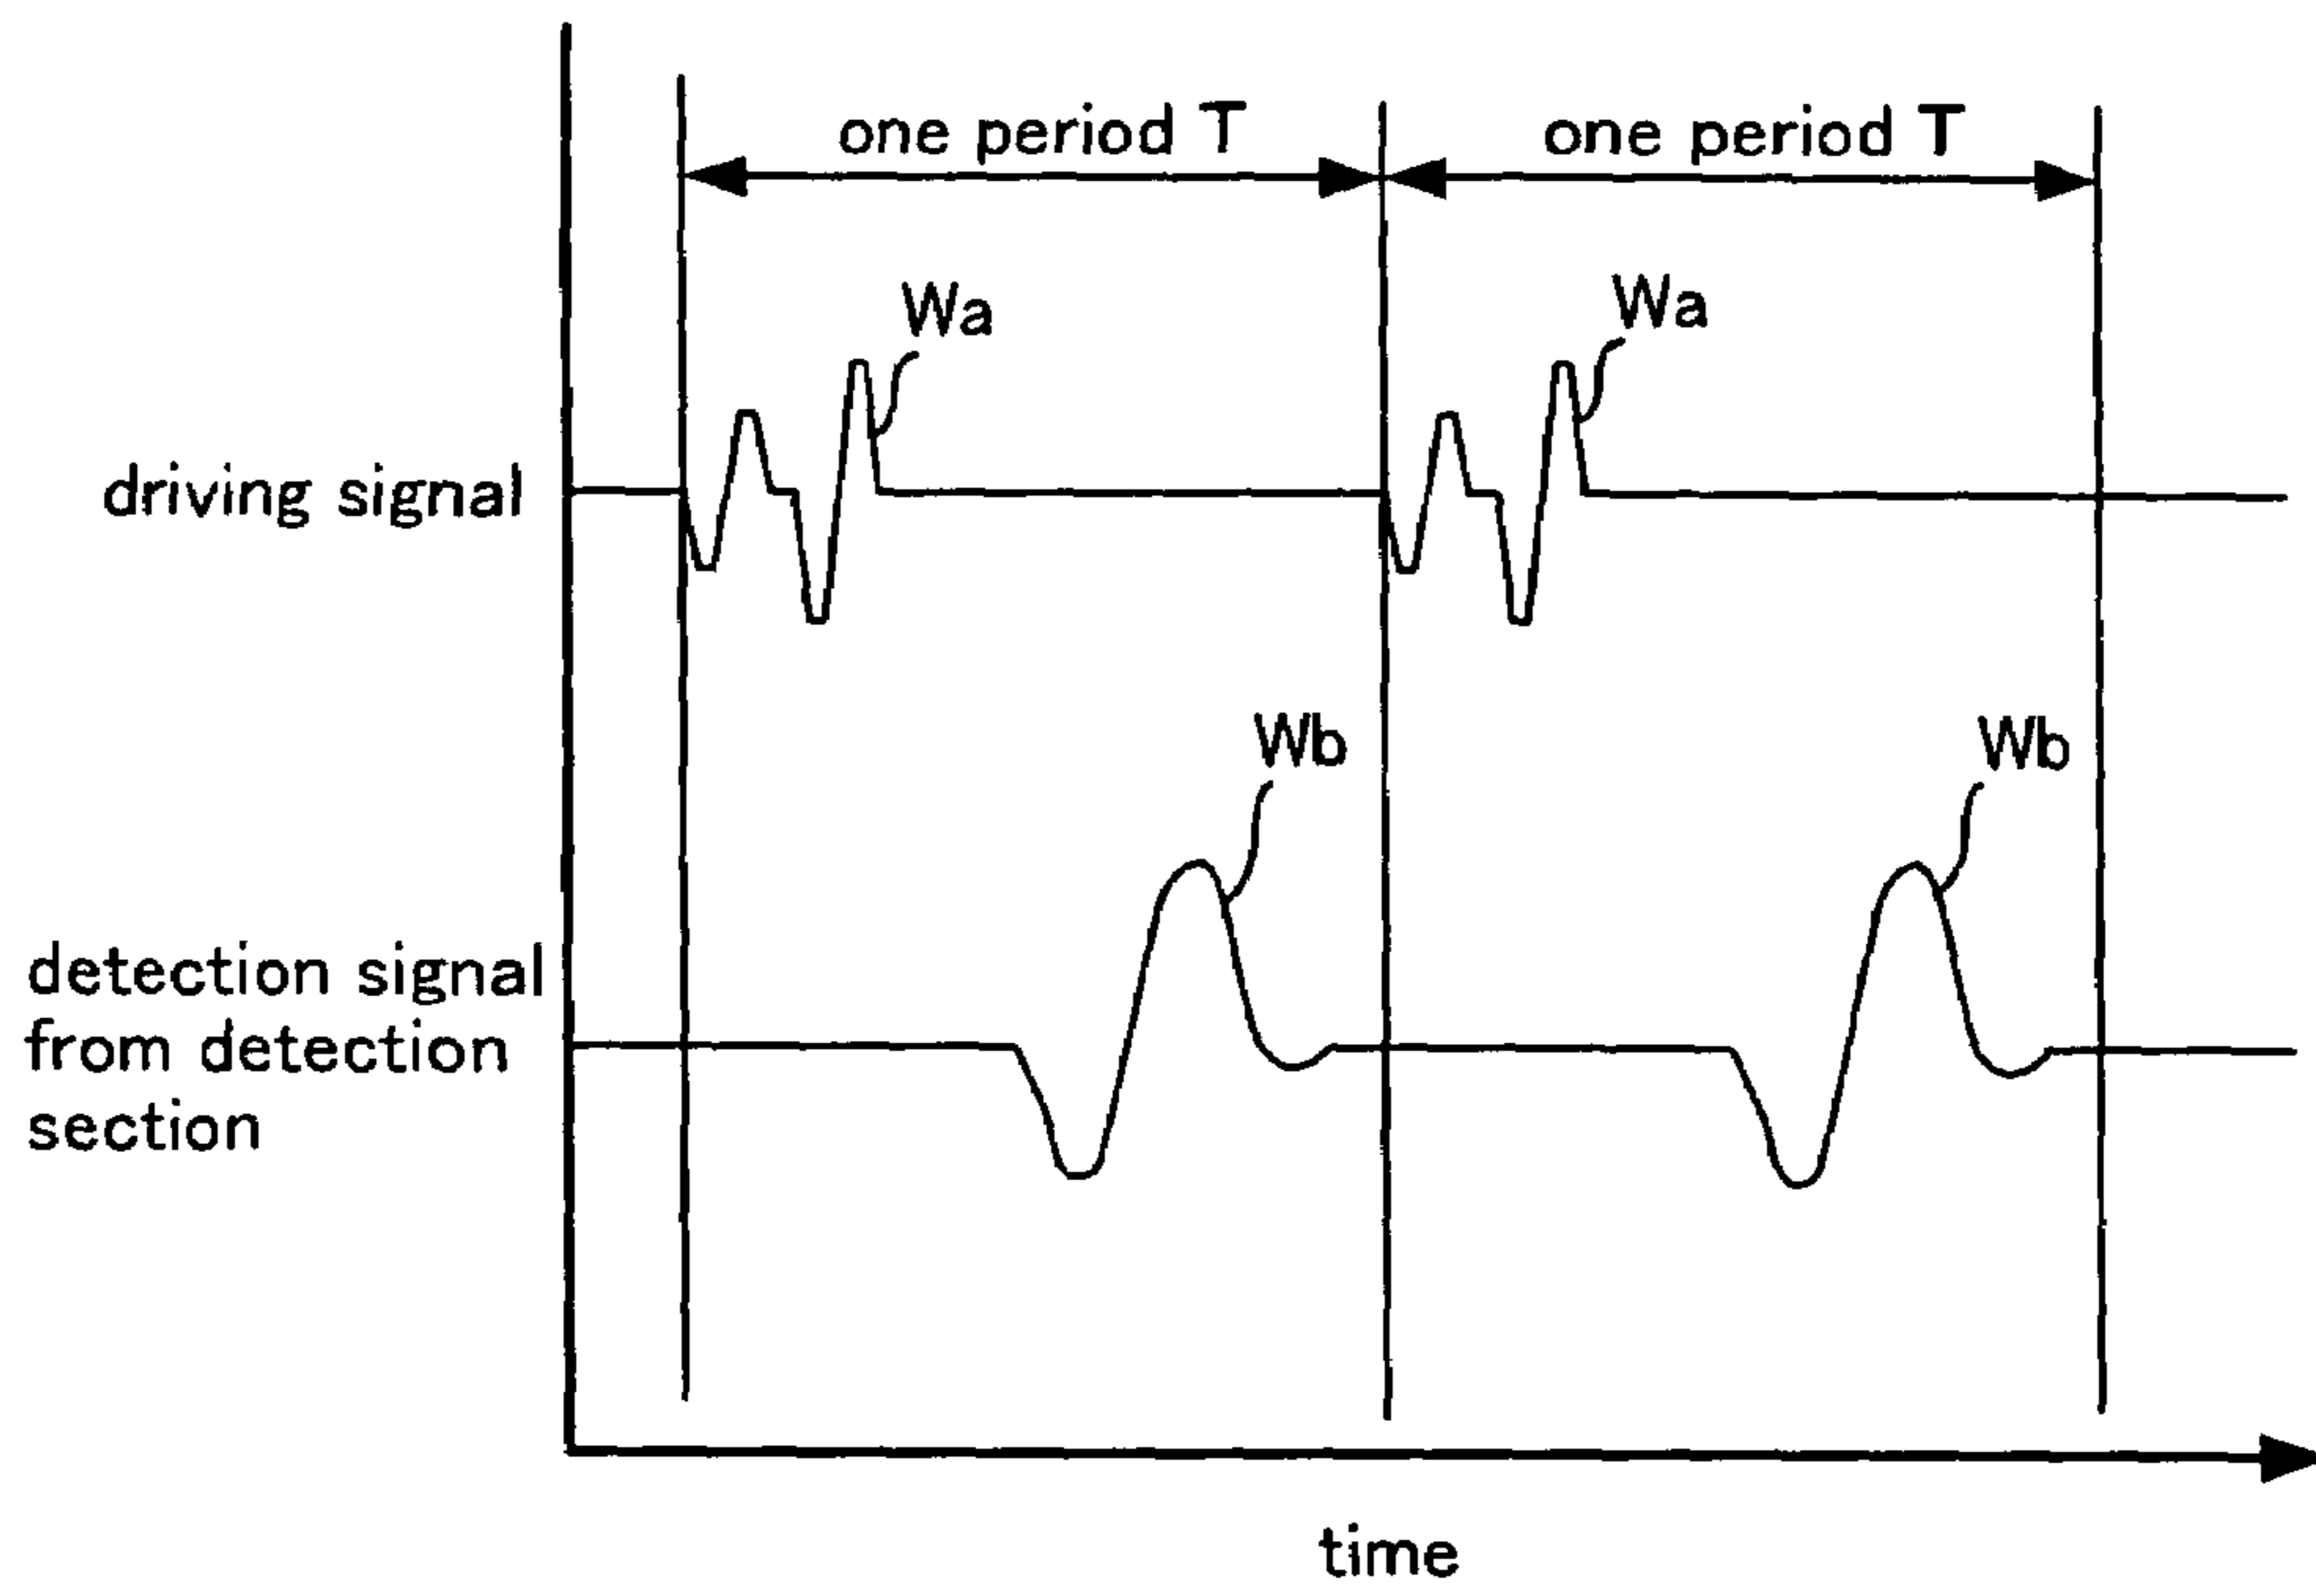 one period T
one period T
Wa
Wa
driving signal
Wb
Wb
detection signal
from detection
section
time